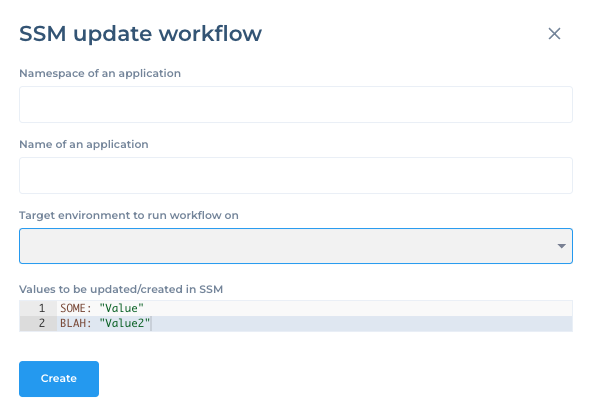 SSM update workflow
Namespace of an application
Name of an application
Target environment to run workflow on
Values to be updated/created in SSM
1 SOME: "Value"
2 BLAH: "Value2"
Create